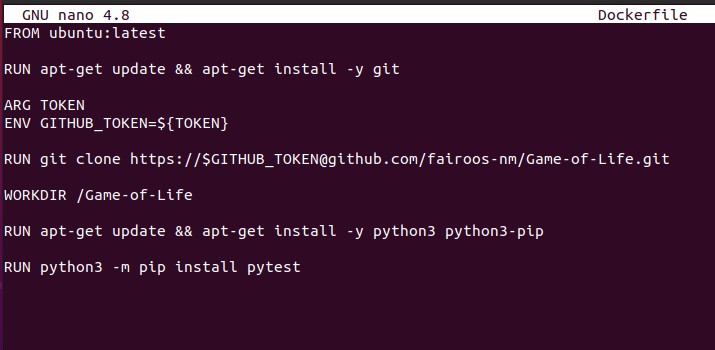 GNU nano 4.8 Dockerfile
FROM ubuntu:latest
RUN apt-get update && apt-get install -y git
ARG TOKEN
ENV GITHUB_TOKEN=${TOKEN}
RUN git clone https://$GITHUB_TOKEN@github.com/fairoos-nm/Game-of-Life.git
WORKDIR /Game-of-Life
RUN apt-get update && apt-get install -y python3 python3-pip
RUN python3 -m pip install pytest